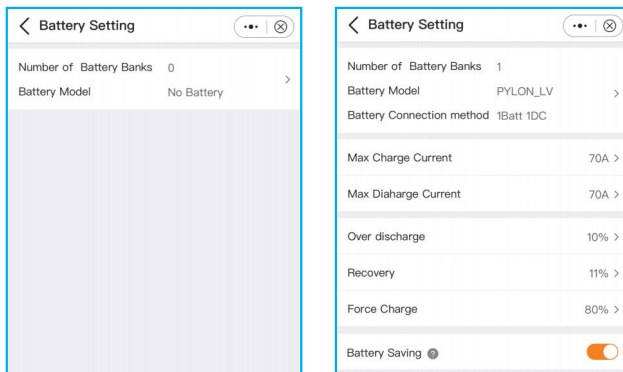 Battery Setting
Number of Battery Banks 0
Battery Model No Battery
Battery Setting
Number of Battery Banks 1
Battery Model PYLON_LV
Battery Connection method 1Batt 1DC
Max Charge Current 70A
Max Diaharge Current 70A
Over discharge 10%
Recovery 11%
Force Charge 80%
Battery Saving ?